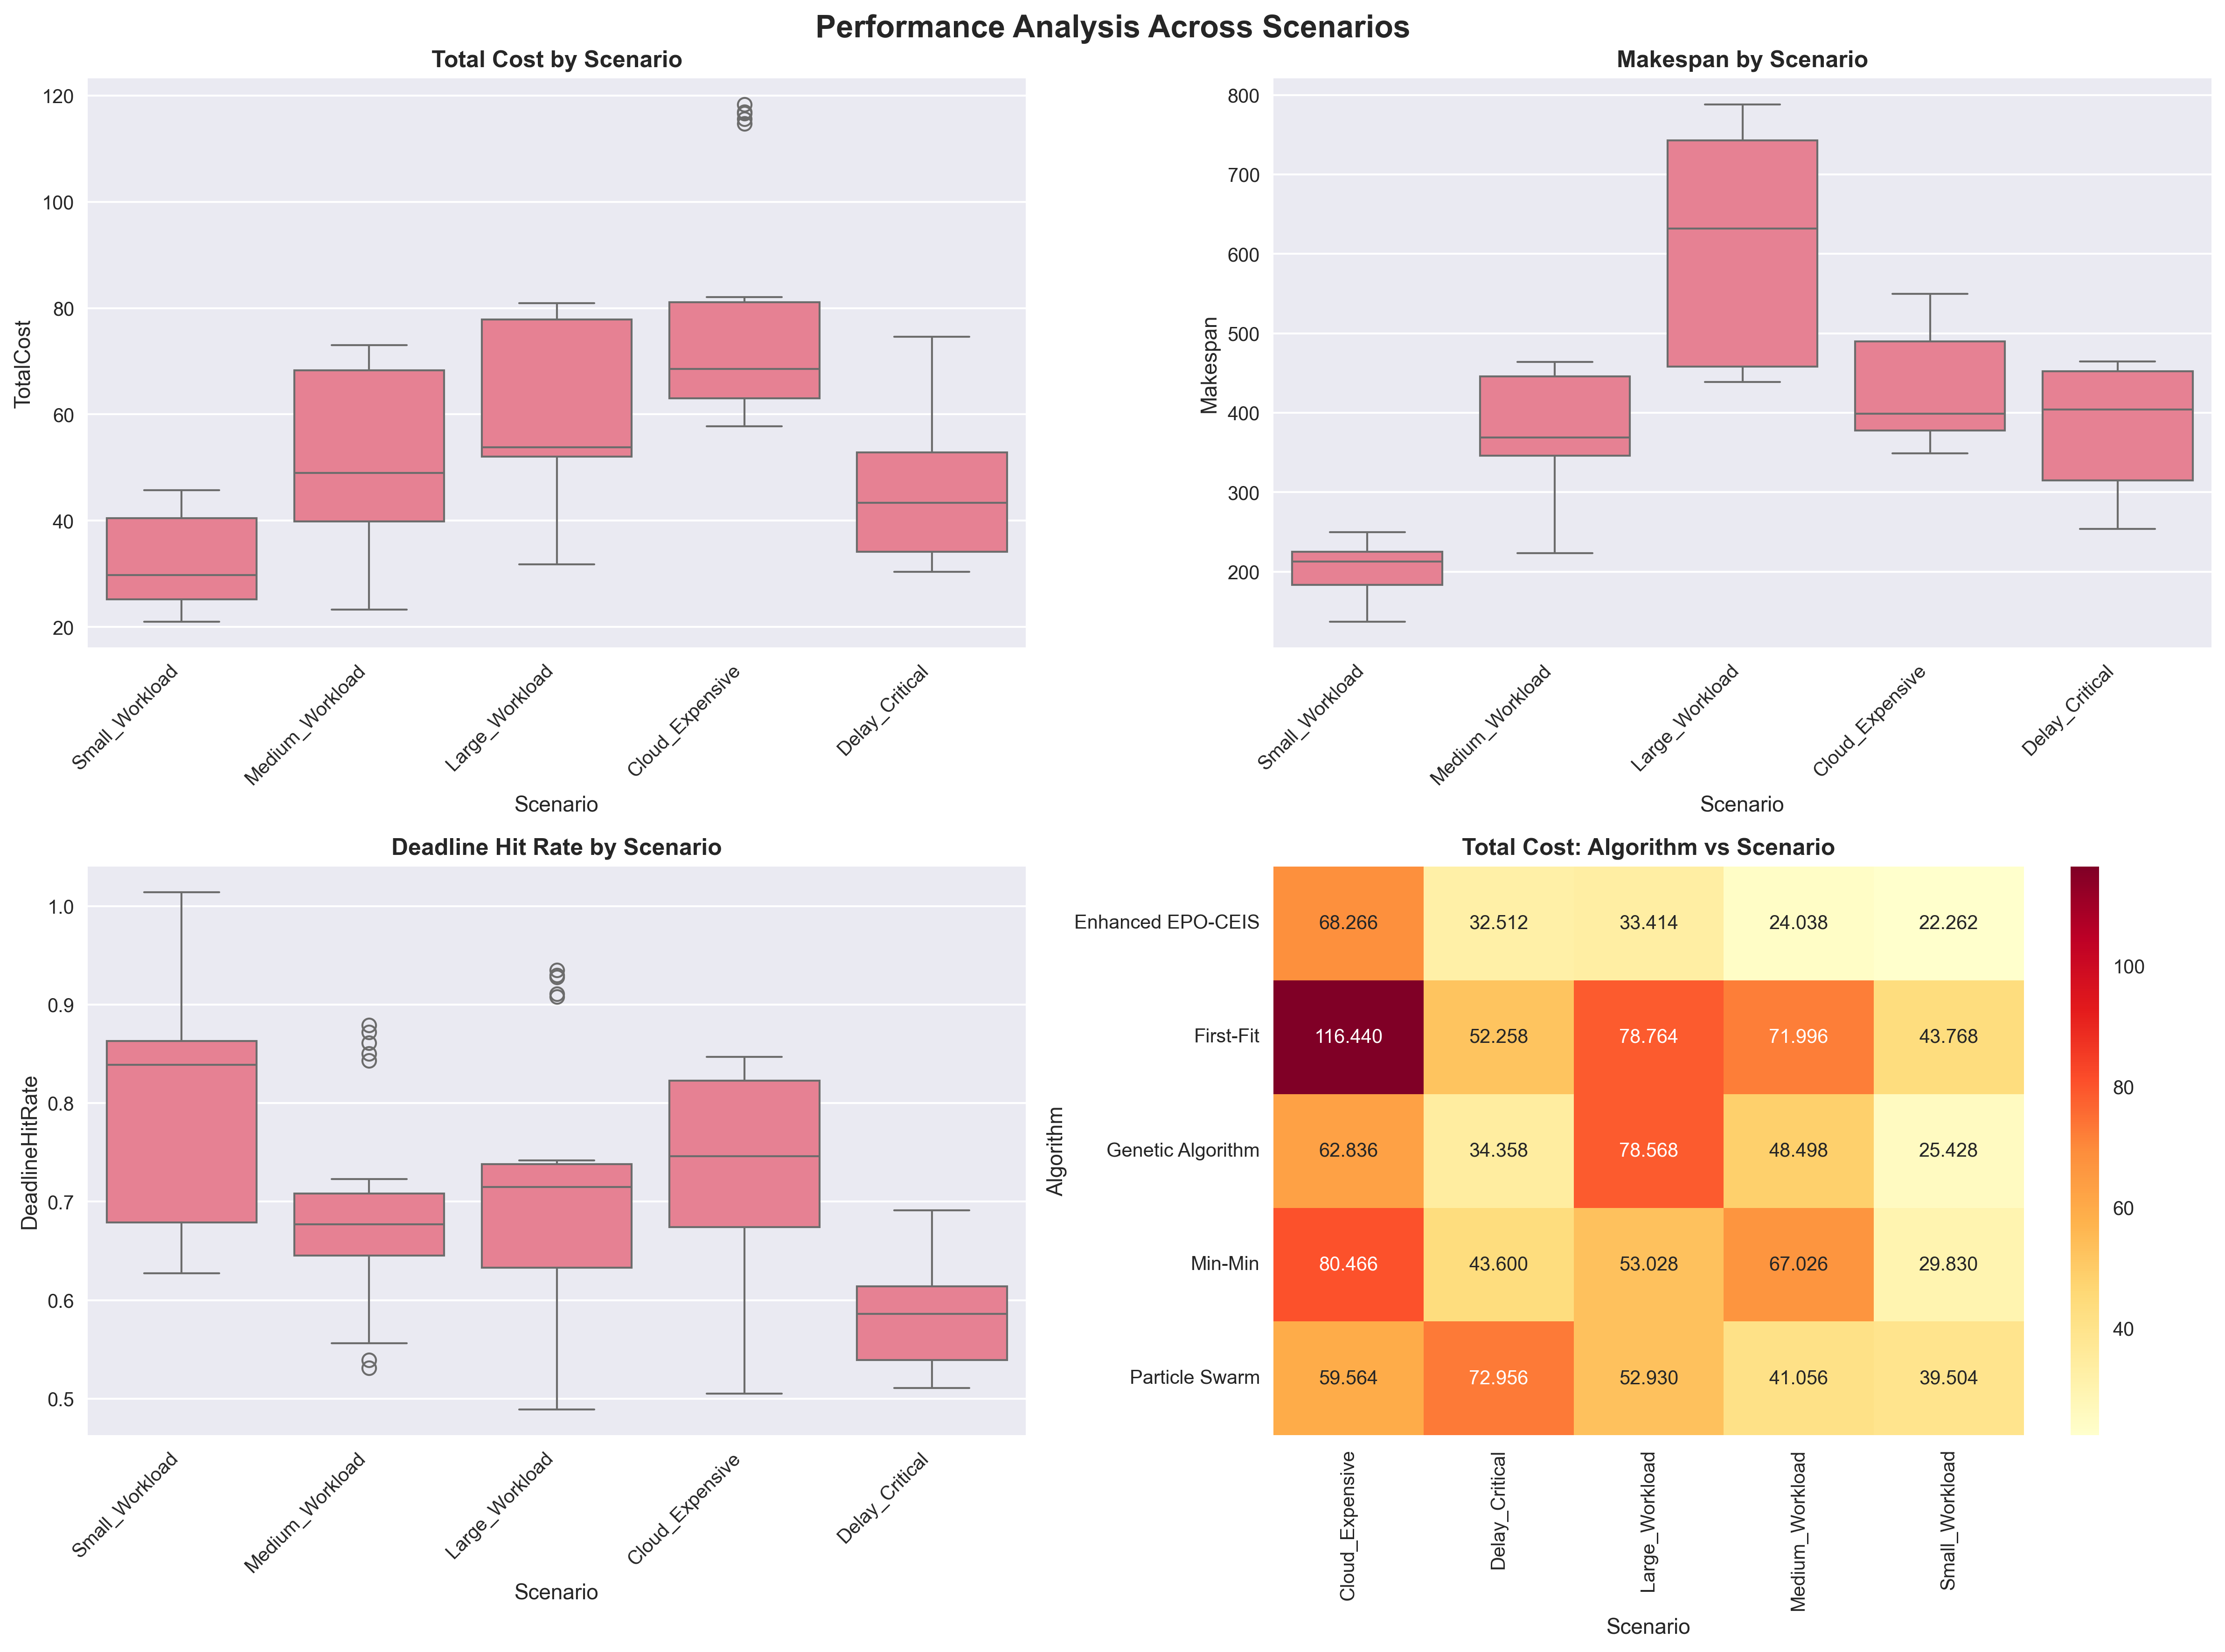 Performance Analysis Across Scenarios
Total Cost by Scenario
120
100
80
60
40
20
TotalCost
Small_Workload
Medium_Workload
Large_Workload
Cloud_Expensive
Delay_Critical
Scenario
Makespan by Scenario
800
700
600
500
400
300
200
Makespan
Small_Workload
Medium_Workload
Large_Workload
Cloud_Expensive
Delay_Critical
Scenario
Deadline Hit Rate by Scenario
1.0
0.9
0.8
0.7
0.6
0.5
DeadlineHitRate
Small_Workload
Medium_Workload
Large_Workload
Cloud_Expensive
Delay_Critical
Scenario
Total Cost: Algorithm vs Scenario
Algorithm
Enhanced EPO-CEIS 68.266 32.512 33.414 24.038 22.262
First-Fit 116.440 52.258 78.764 71.996 43.768
Genetic Algorithm 62.836 34.358 78.568 48.498 25.428
Min-Min 80.466 43.600 53.028 67.026 29.830
Particle Swarm 59.564 72.956 52.930 41.056 39.504
Cloud_Expensive
Delay_Critical
Large_Workload
Medium_Workload
Small_Workload
Scenario
100
80
60
40